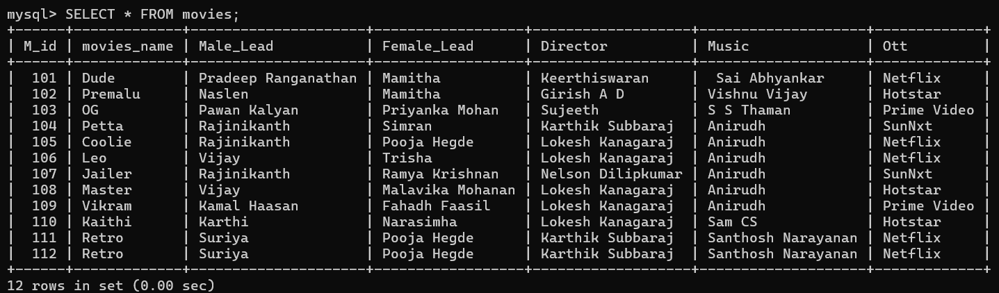 mysql> SELECT * FROM movies;
+------+-------------+---------------------+------------------+-------------------+--------------------+-------------+
| M_id | movies_name | Male_Lead           | Female_Lead      | Director          | Music              | Ott         |
+------+-------------+---------------------+------------------+-------------------+--------------------+-------------+
|  101 | Dude        | Pradeep Ranganathan | Mamitha          | Keerthiswaran     |  Sai Abhyankar     | Netflix     |
|  102 | Premalu     | Naslen              | Mamitha          | Girish A D        | Vishnu Vijay       | Hotstar     |
|  103 | OG          | Pawan Kalyan        | Priyanka Mohan   | Sujeeth           | S S Thaman         | Prime Video |
|  104 | Petta       | Rajinikanth         | Simran           | Karthik Subbaraj  | Anirudh            | SunNxt      |
|  105 | Coolie      | Rajinikanth         | Pooja Hegde      | Lokesh Kanagaraj  | Anirudh            | Netflix     |
|  106 | Leo         | Vijay               | Trisha           | Lokesh Kanagaraj  | Anirudh            | Netflix     |
|  107 | Jailer      | Rajinikanth         | Ramya Krishnan   | Nelson Dilipkumar | Anirudh            | SunNxt      |
|  108 | Master      | Vijay               | Malavika Mohanan | Lokesh Kanagaraj  | Anirudh            | Hotstar     |
|  109 | Vikram      | Kamal Haasan        | Fahadh Faasil    | Lokesh Kanagaraj  | Anirudh            | Prime Video |
|  110 | Kaithi      | Karthi              | Narasimha        | Lokesh Kanagaraj  | Sam CS             | Hotstar     |
|  111 | Retro       | Suriya              | Pooja Hegde      | Karthik Subbaraj  | Santhosh Narayanan | Netflix     |
|  112 | Retro       | Suriya              | Pooja Hegde      | Karthik Subbaraj  | Santhosh Narayanan | Netflix     |
+------+-------------+---------------------+------------------+-------------------+--------------------+-------------+
12 rows in set (0.00 sec)